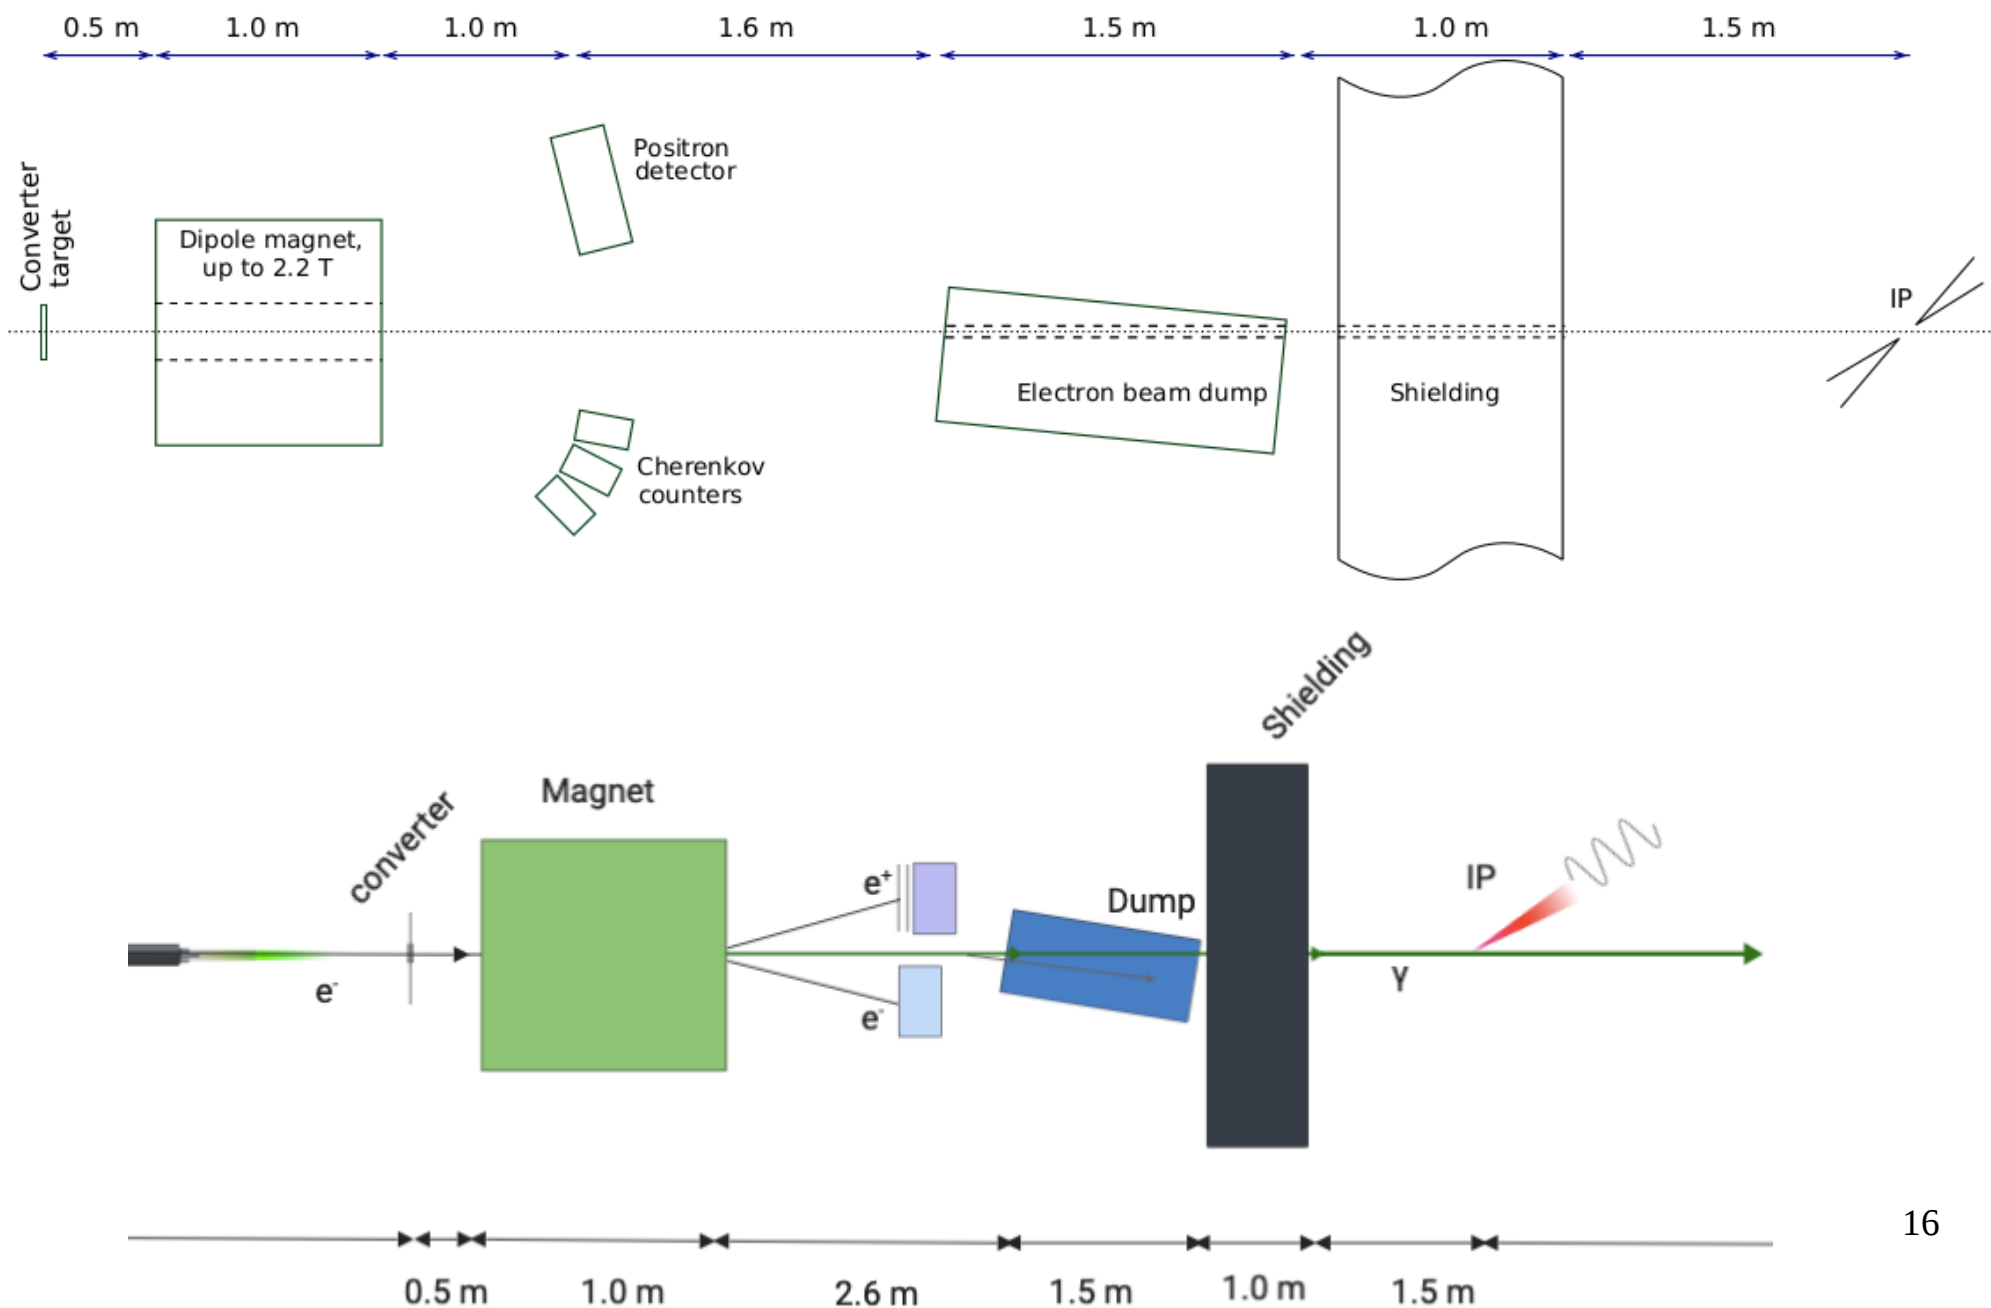 0.5 m
1.0 m
1.0 m
1.6 m
1.5 m
1.0 m
1.5 m
Converter
target
Dipole magnet,
up to 2.2 T
Positron
detector
Cherenkov
counters
Electron beam dump
Shielding
IP
Shielding
converter
Magnet
e⁺
Dump
IP
e⁻
e⁻
γ
16
0.5 m
1.0 m
2.6 m
1.5 m
1.0 m
1.5 m